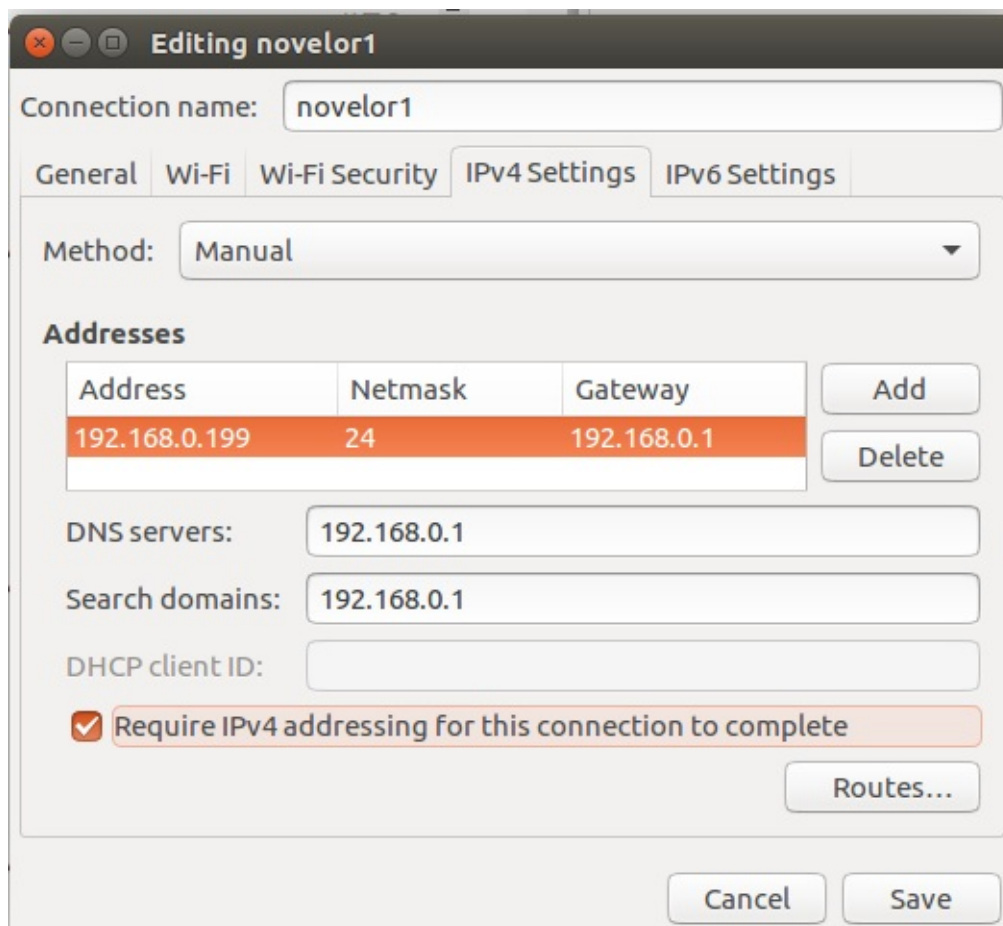 Editing novelor1
Connection name: novelor1
General Wi-Fi Wi-Fi Security IPv4 Settings IPv6 Settings
Method: Manual
Addresses
Address Netmask Gateway Add
192.168.0.199 24 192.168.0.1
Delete
DNS servers: 192.168.0.1
Search domains: 192.168.0.1
DHCP client ID:
Require IPv4 addressing for this connection to complete
Routes...
Cancel Save